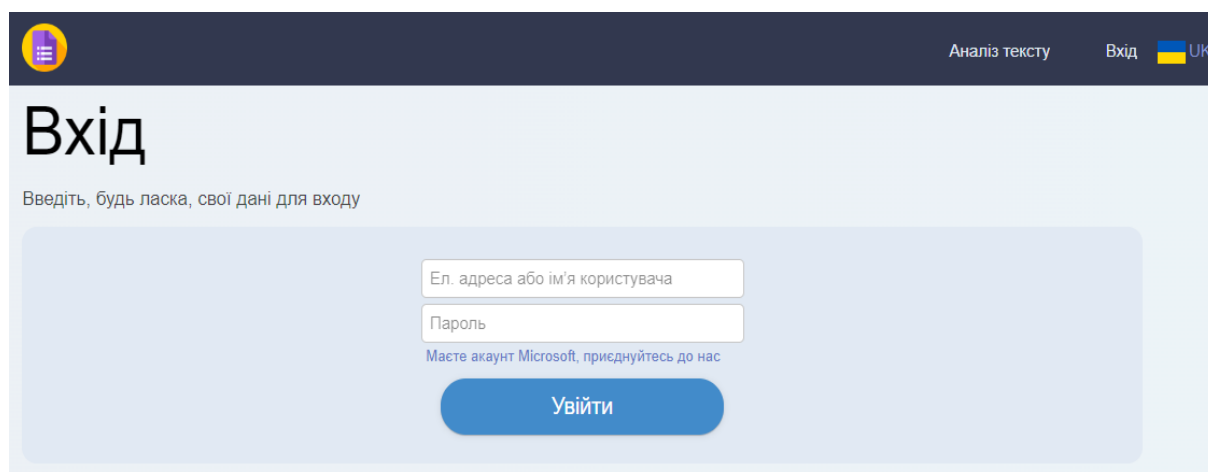 Аналіз тексту Вхід UK
Вхід
Введіть, будь ласка, свої дані для входу
Ел. адреса або ім'я користувача
Пароль
Маєте акаунт Microsoft, приєднуйтесь до нас
Увійти